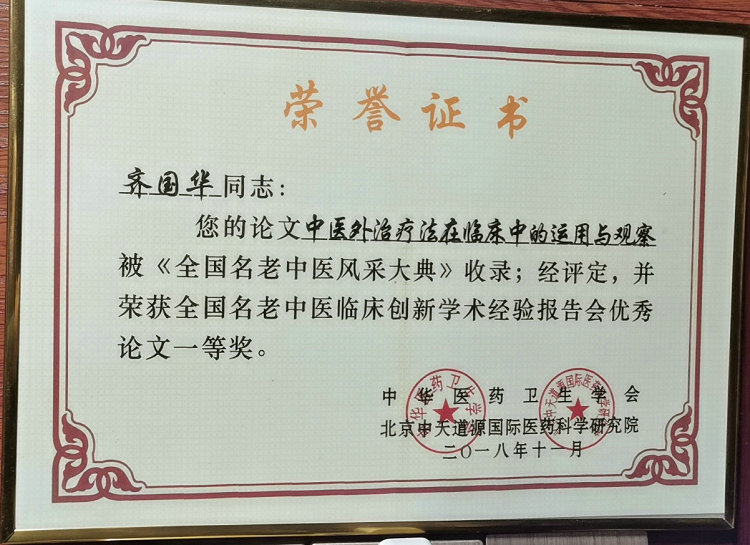 荣誉证书
齐国华同志：
您的论文中医外治疗法在临床中的运用与观察
被《全国名老中医风采大典》收录；经评定，并
荣获全国名老中医临床创新学术经验报告会优秀
论文一等奖。
中华医药卫生学会
北京中天道源国际医药科学研究院
二〇一八年十一月